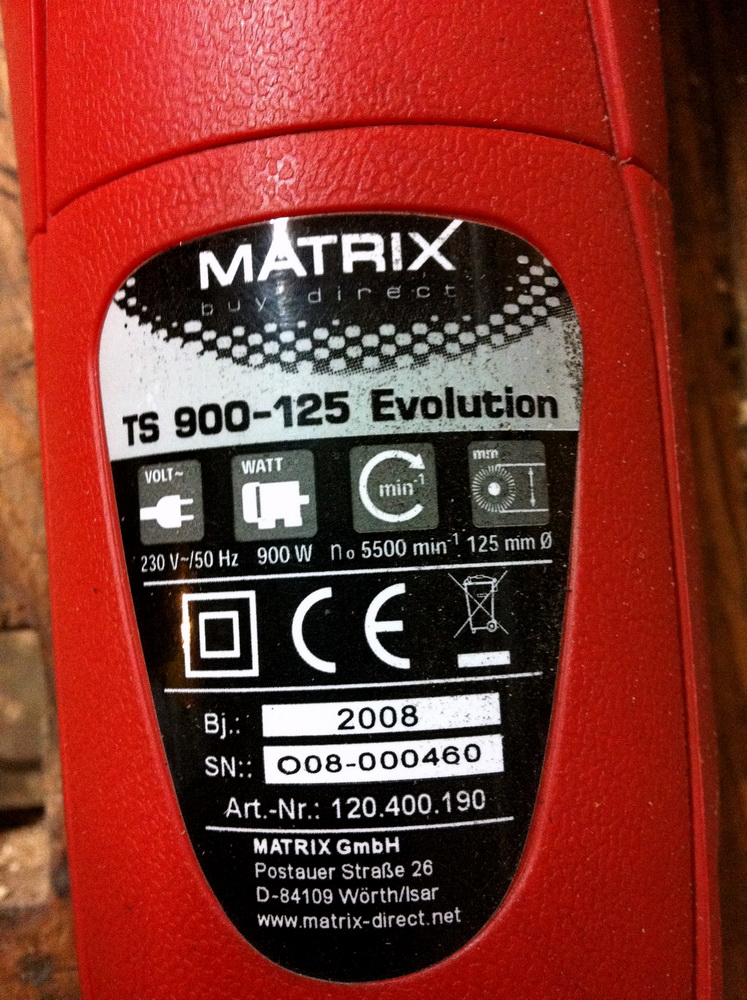 MATRIX
buy direct
TS 900-125 Evolution
VOLT~ WATT min⁻¹ mm
230 V~/50 Hz 900 W n₀ 5500 min⁻¹ 125 mm Ø
CE
Bj.: 2008
SN:: O08-000460
Art.-Nr.: 120.400.190
MATRIX GmbH
Postauer Straße 26
D-84109 Wörth/Isar
www.matrix-direct.net